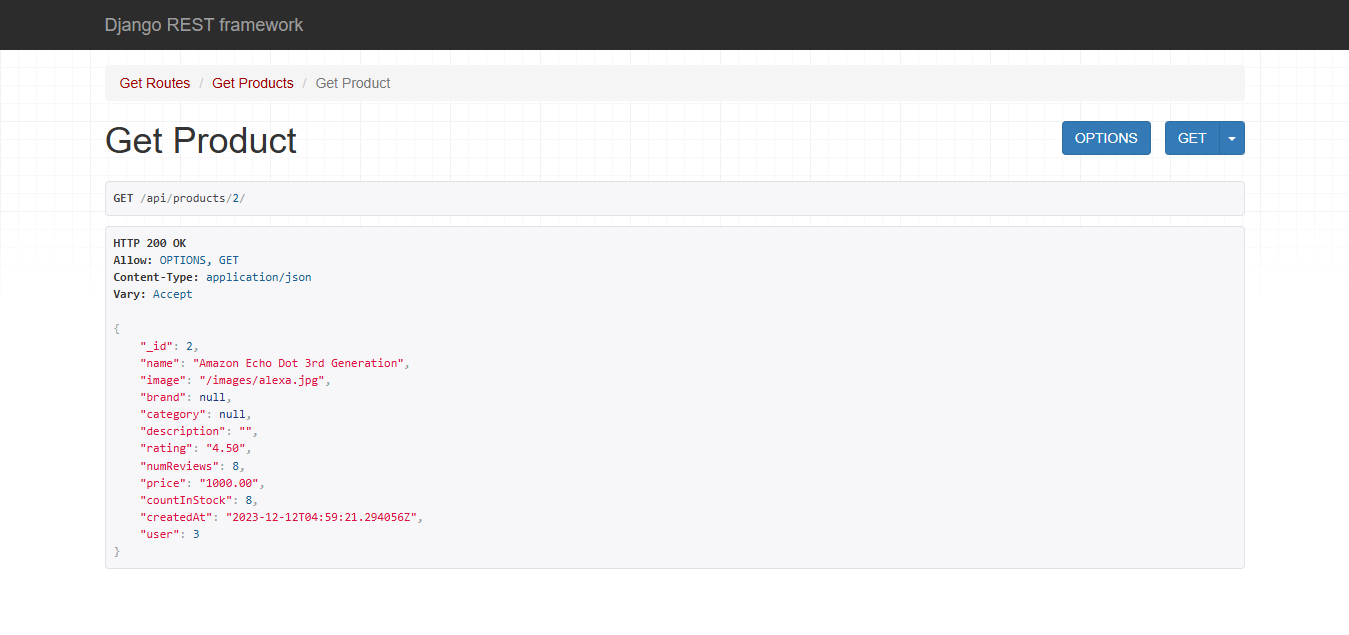 Django REST framework
Get Routes / Get Products / Get Product
Get Product
OPTIONS GET
GET /api/products/2/
HTTP 200 OK
Allow: OPTIONS, GET
Content-Type: application/json
Vary: Accept
{
    "_id": 2,
    "name": "Amazon Echo Dot 3rd Generation",
    "image": "/images/alexa.jpg",
    "brand": null,
    "category": null,
    "description": "",
    "rating": "4.50",
    "numReviews": 8,
    "price": "1000.00",
    "countInStock": 8,
    "createdAt": "2023-12-12T04:59:21.294056Z",
    "user": 3
}